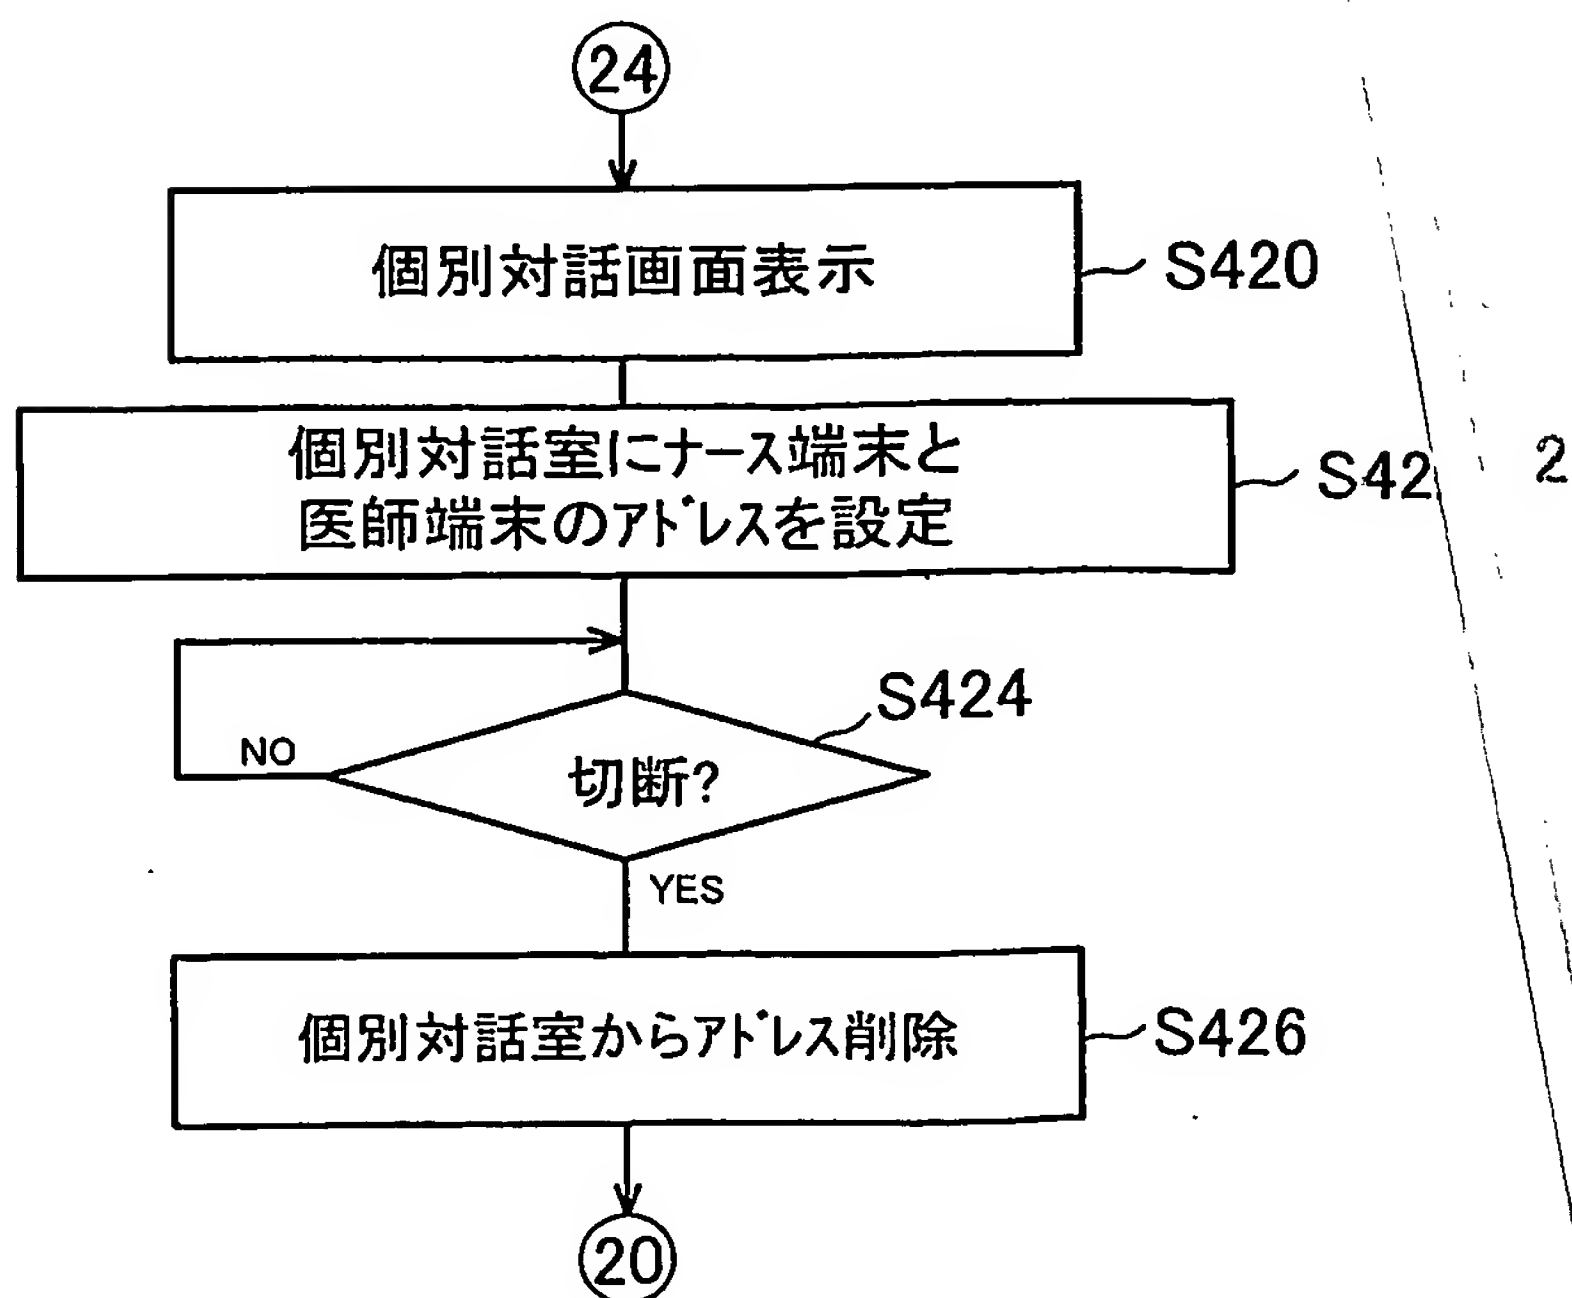 24
個別対話画面表示
S420
個別対話室にナース端末と
医師端末のアドレスを設定
S42 2
S424
NO
切断?
YES
個別対話室からアドレス削除
S426
20